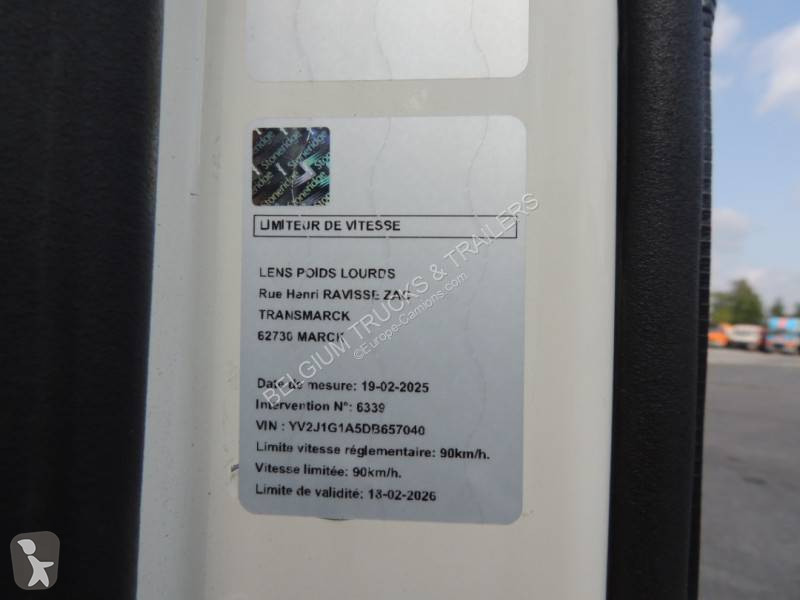 Stoneridge
LIMITEUR DE VITESSE
LENS POIDS LOURDS
Rue Henri RAVISSE ZAC
TRANSMARCK
62730 MARCK
BELGIUM TRUCKS & TRAILERS
©Europe-Camions.com
Date de mesure: 19-02-2025
Intervention N°: 6339
VIN : YV2J1G1A5DB657040
Limite vitesse réglementaire: 90km/h.
Vitesse limitée: 90km/h.
Limite de validité: 18-02-2026